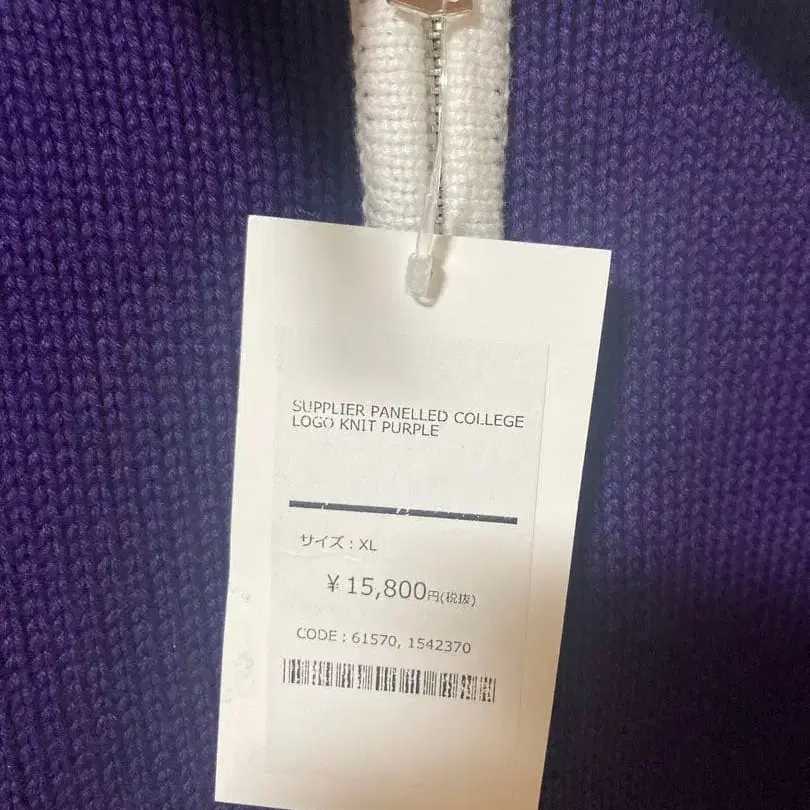 SUPPLIER PANELLED COLLEGE
LOGO KNIT PURPLE
サイズ：XL
¥ 15,800円(税抜)
CODE : 61570, 1542370